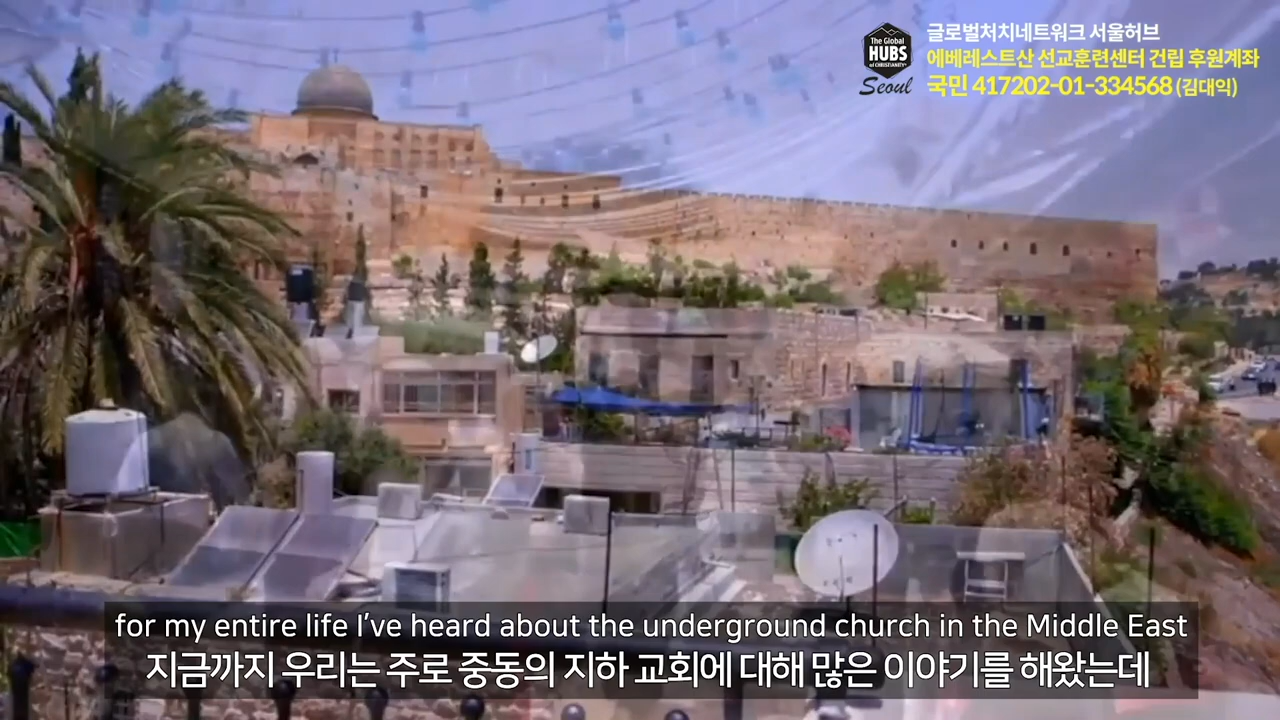 The Global
HUBS
of CHRISTIANITY
Seoul
글로벌처치네트워크 서울허브
에베레스트산 선교훈련센터 건립 후원계좌
국민 417202-01-334568 (김대익)
for my entire life I've heard about the underground church in the Middle East
지금까지 우리는 주로 중동의 지하 교회에 대해 많은 이야기를 해왔는데